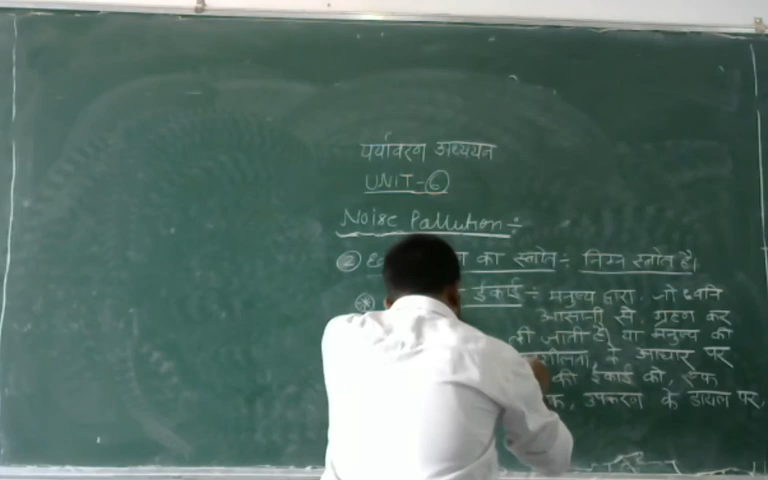 पर्यावरण अध्ययन
UNIT-6
Noise Pollution :-
② का स्त्रोत :- निम्न स्त्रोत है।
ईकाई :- मनुष्य द्वारा जो ध्वनि
आसानी से ग्रहण कर
ली जाती है या मनुष्य की
के आधार पर
की ईकाई को, एक
उपकरण के डायल पर,